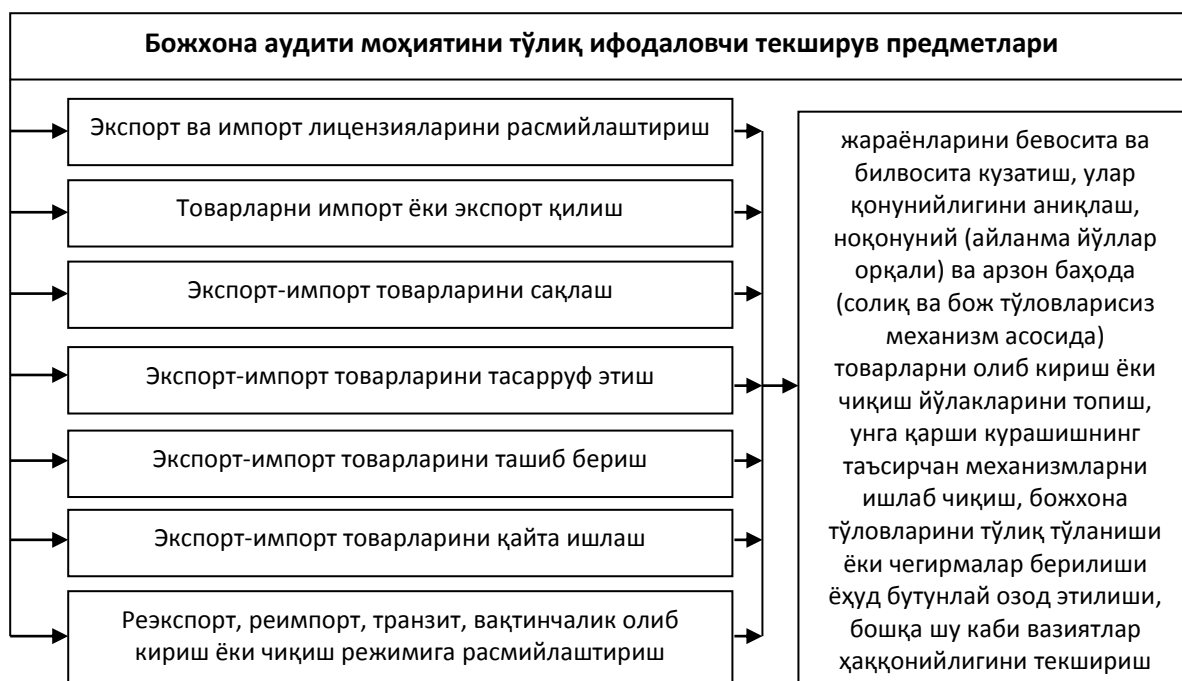 Божхона аудити моҳиятини тўлиқ ифодаловчи текширув предметлари
Экспорт ва импорт лицензияларини расмийлаштириш
Товарларни импорт ёки экспорт қилиш
Экспорт-импорт товарларини сақлаш
Экспорт-импорт товарларини тасарруф этиш
Экспорт-импорт товарларини ташиб бериш
Экспорт-импорт товарларини қайта ишлаш
Реэкспорт, реимпорт, транзит, вақтинчалик олиб
кириш ёки чиқиш режимига расмийлаштириш
жараёнларини бевосита ва
билвосита кузатиш, улар
қонунийлигини аниқлаш,
ноқонуний (айланма йўллар
орқали) ва арзон баҳода
(солиқ ва бож тўловларисиз
механизм асосида)
товарларни олиб кириш ёки
чиқиш йўлакларини топиш,
унга қарши курашишнинг
таъсирчан механизмларни
ишлаб чиқиш, божхона
тўловларини тўлиқ тўланиши
ёки чегирмалар берилиши
ёҳуд бутунлай озод этилиши,
бошқа шу каби вазиятлар
ҳаққонийлигини текшириш